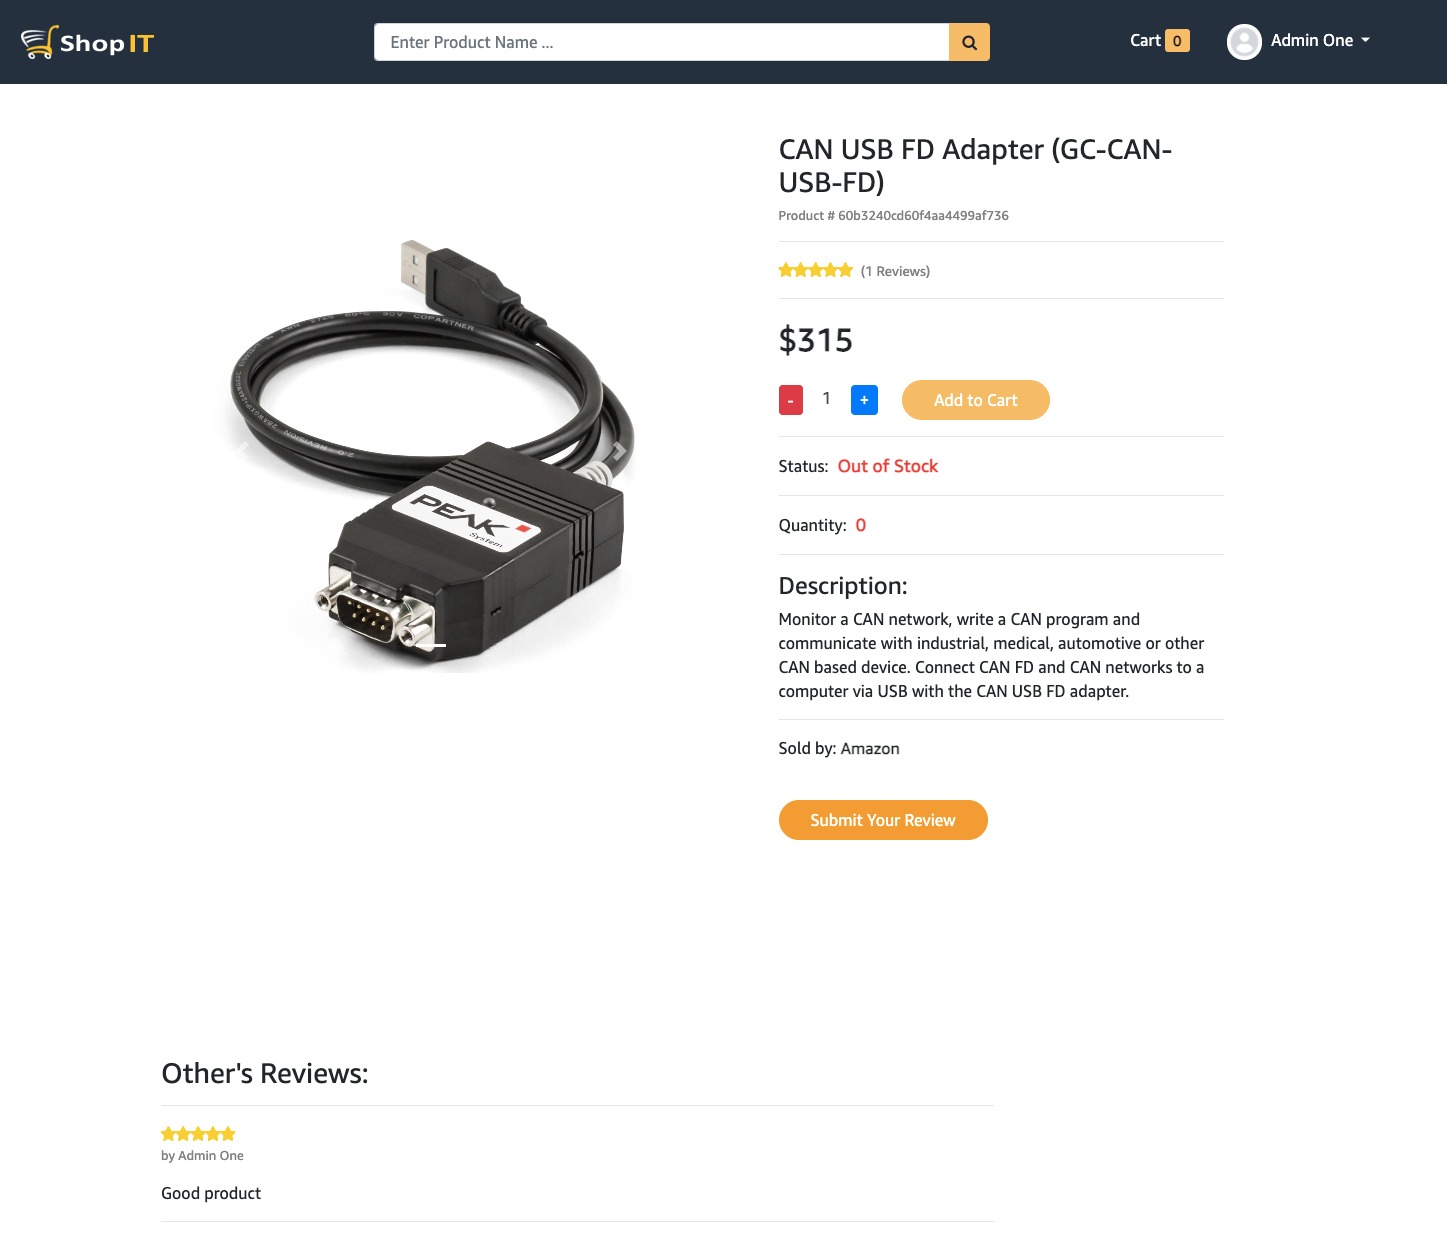 Shop IT
Enter Product Name ...
Cart 0
Admin One
CAN USB FD Adapter (GC-CAN-
USB-FD)
Product # 60b3240cd60f4aa4499af736
(1 Reviews)
$315
- 1 +
Add to Cart
Status: Out of Stock
Quantity: 0
Description:
Monitor a CAN network, write a CAN program and
communicate with industrial, medical, automotive or other
CAN based device. Connect CAN FD and CAN networks to a
computer via USB with the CAN USB FD adapter.
Sold by: Amazon
Submit Your Review
COPARTNER
PEAK
System
Other's Reviews:
by Admin One
Good product